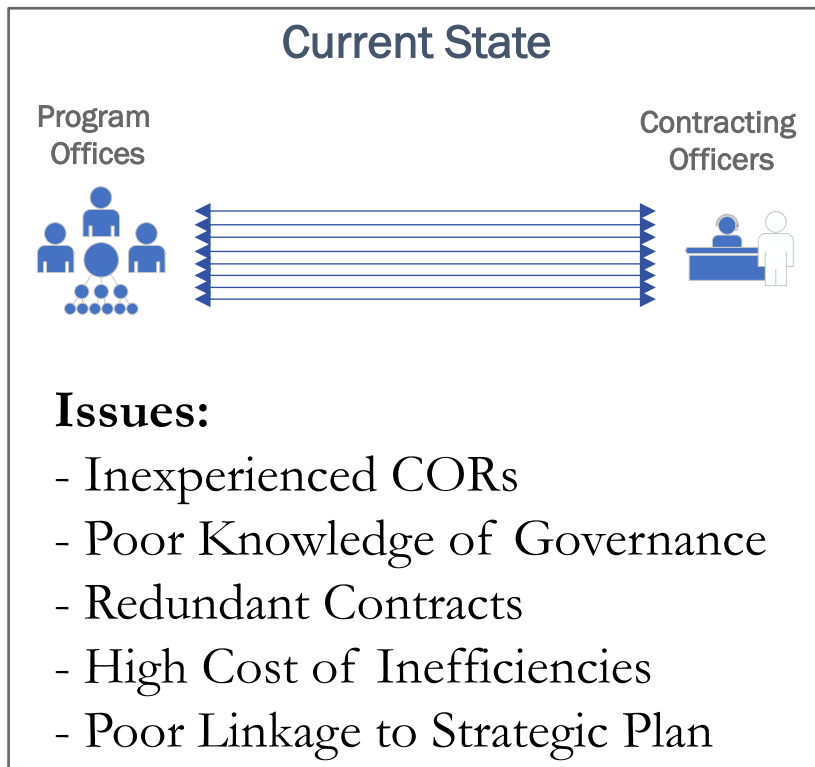 Current State
Program
Offices
Contracting
Officers
Issues:
- Inexperienced CORs
- Poor Knowledge of Governance
- Redundant Contracts
- High Cost of Inefficiencies
- Poor Linkage to Strategic Plan